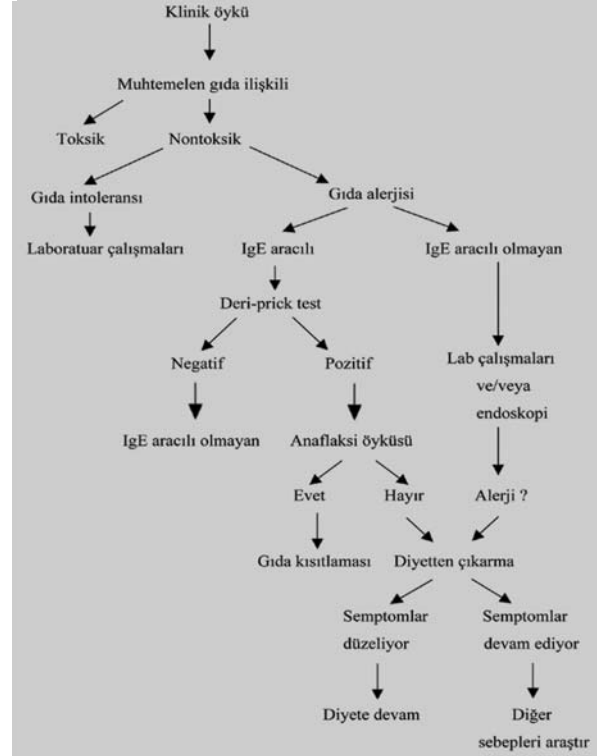 Klinik öykü
Muhtemelen gıda ilişkili
Toksik
Nontoksik
Gıda intoleransı
Gıda alerjisi
Laboratuar çalışmaları
IgE aracılı
IgE aracılı olmayan
Deri-prick test
Negatif
Pozitif
Lab çalışmaları
ve/veya
endoskopi
IgE aracılı olmayan
Anaflaksi öyküsü
Evet
Hayır
Alerji ?
Gıda kısıtlaması
Diyetten çıkarma
Semptomlar
düzeliyor
Semptomlar
devam ediyor
Diyete devam
Diğer
sebepleri araştır